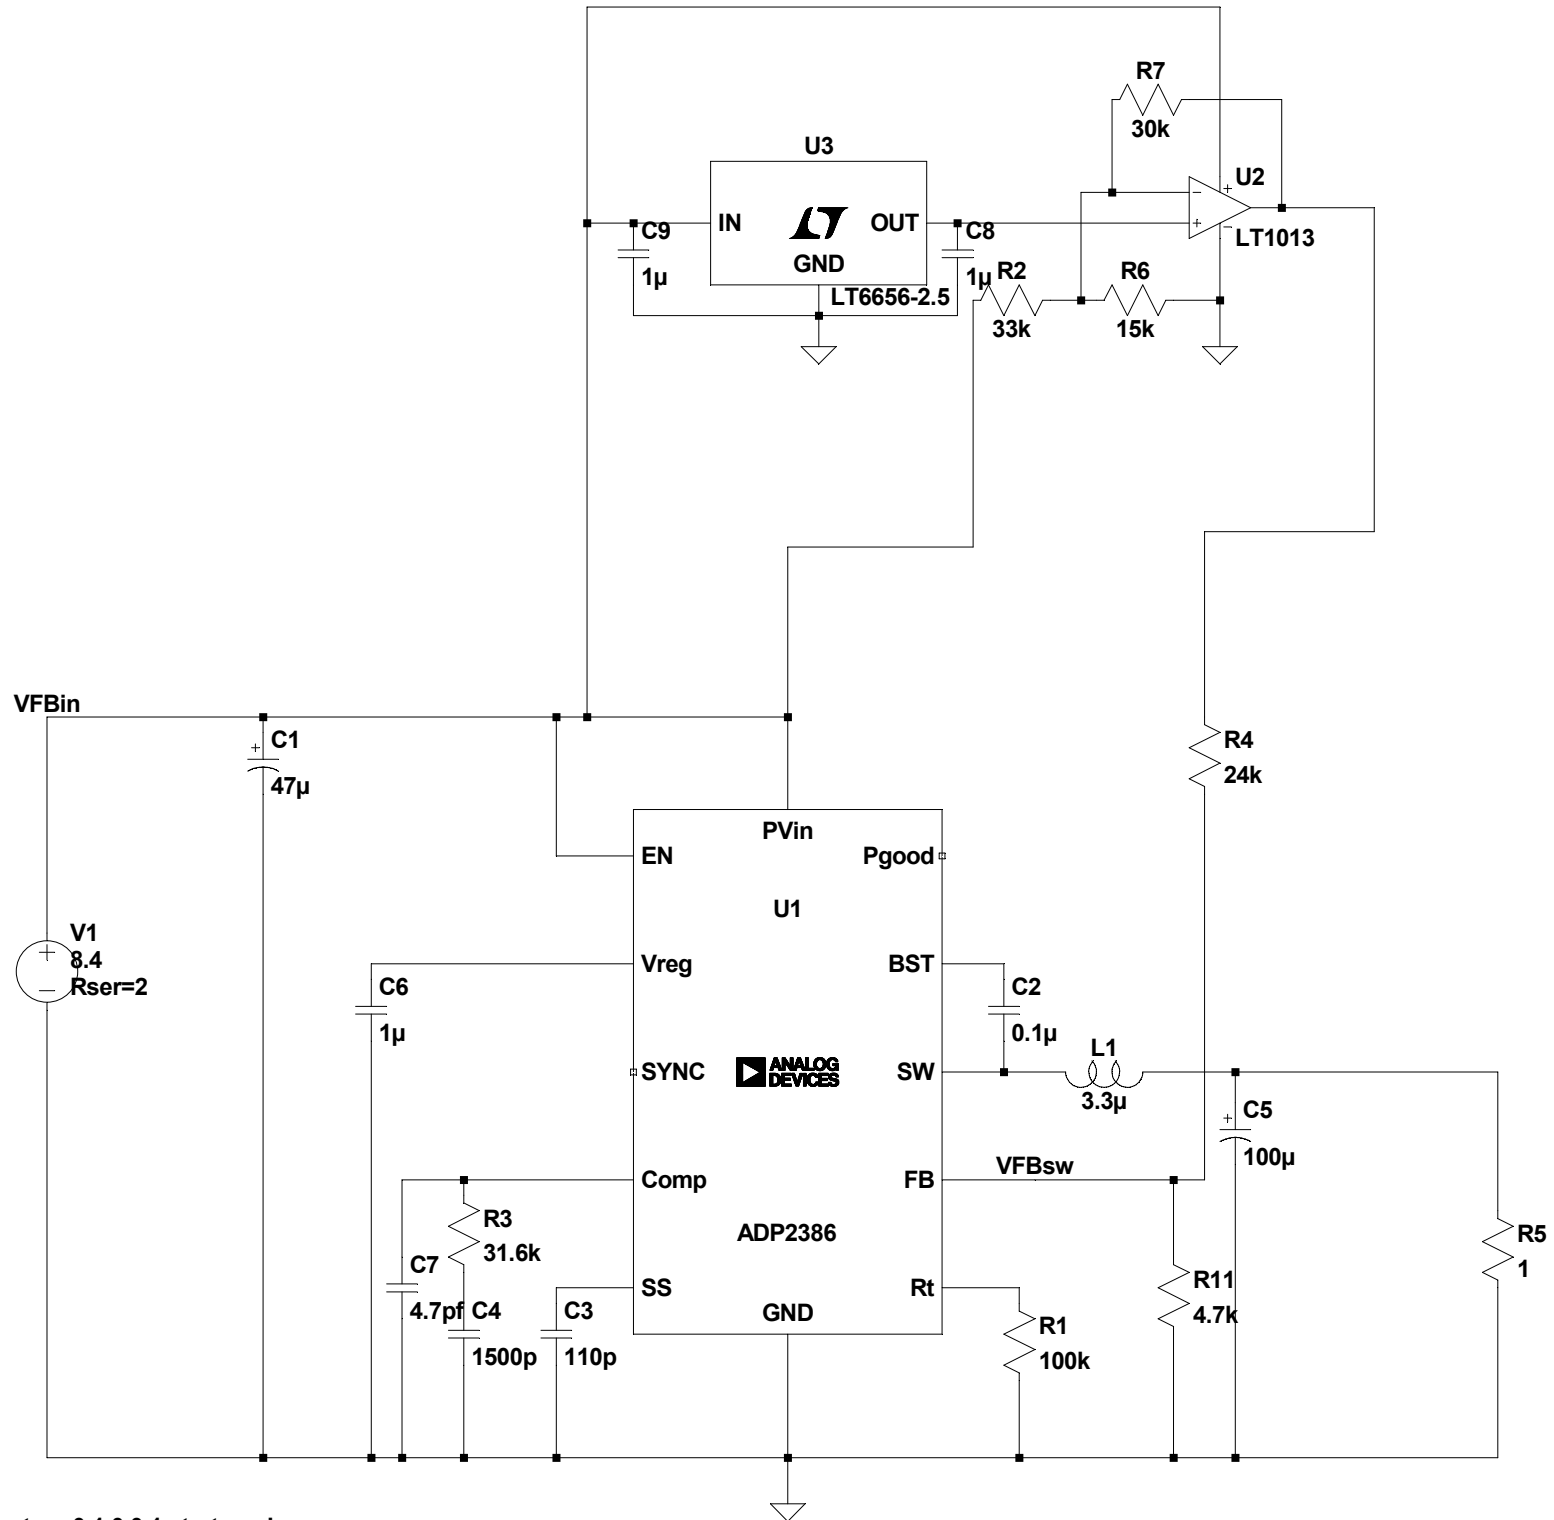 R7
30k
U3
U2
IN
OUT
GND
LT6656-2.5
C9
1µ
C8
1µ
LT1013
R2
33k
R6
15k
VFBin
C1
47µ
R4
24k
PVin
EN
Pgood
U1
V1
8.4
Rser=2
Vreg
BST
C6
1µ
C2
0.1µ
SYNC
ANALOG
DEVICES
SW
L1
3.3µ
C5
100µ
Comp
FB
VFBsw
R3
31.6k
ADP2386
R5
1
C7
4.7pf
SS
Rt
R11
4.7k
C4
1500p
C3
110p
GND
R1
100k